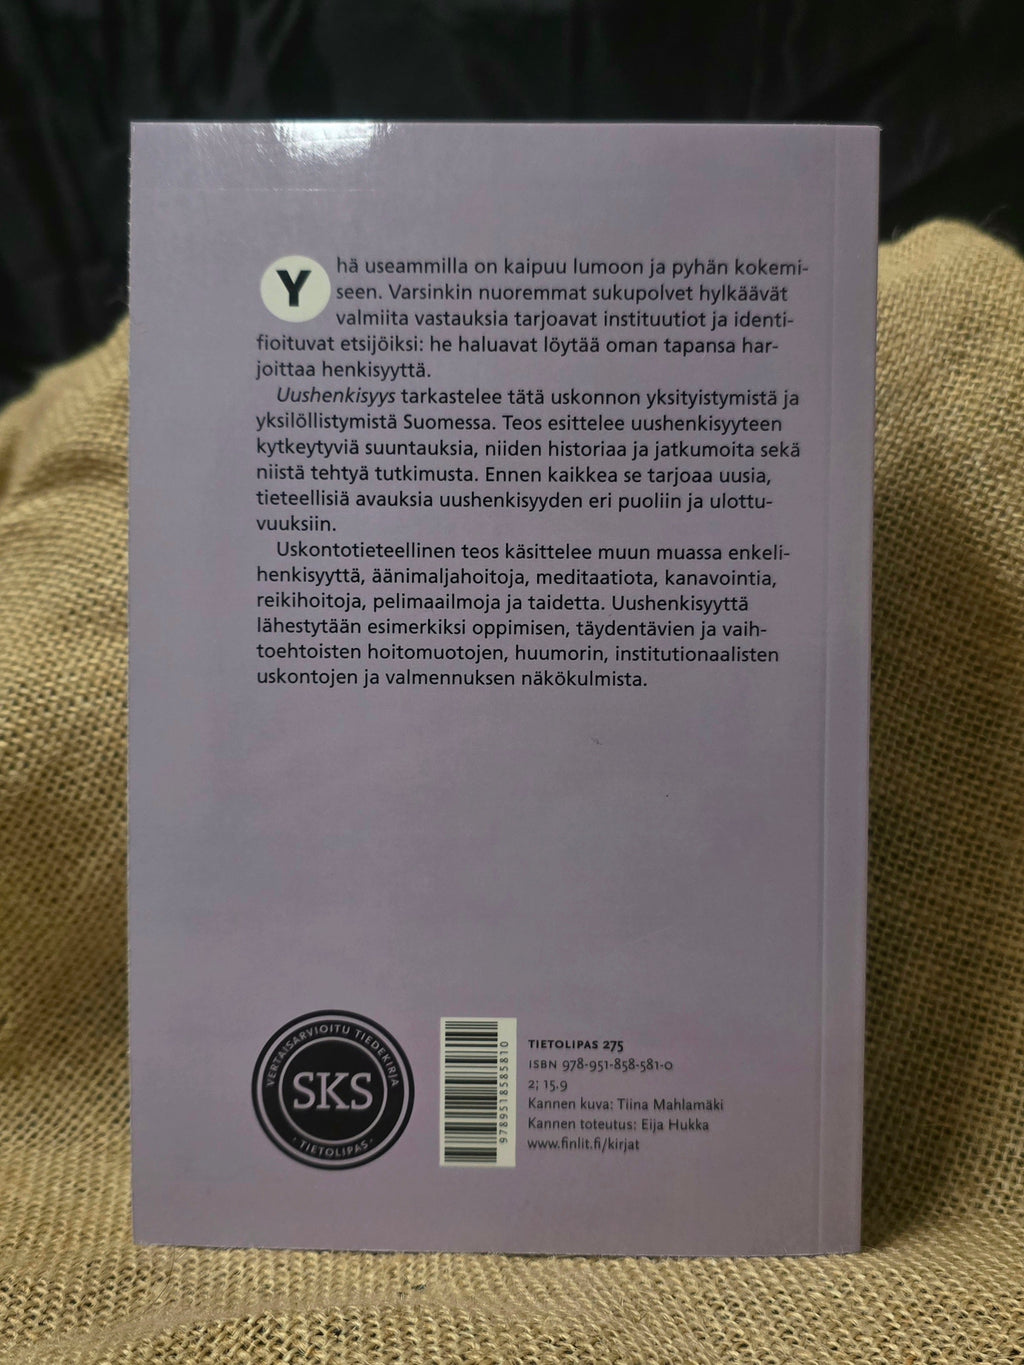 Yhä useammilla on kaipuu lumoon ja pyhän kokemi-
seen. Varsinkin nuoremmat sukupolvet hylkäävät
valmiita vastauksia tarjoavat instituutiot ja identi-
fioituvat etsijöiksi: he haluavat löytää oman tapansa har-
joittaa henkisyyttä.
Uushenkisyys tarkastelee tätä uskonnon yksityistymistä ja
yksilöllistymistä Suomessa. Teos esittelee uushenkisyyteen
kytkeytyviä suuntauksia, niiden historiaa ja jatkumoita sekä
niistä tehtyä tutkimusta. Ennen kaikkea se tarjoaa uusia,
tieteellisiä avauksia uushenkisyyden eri puoliin ja ulottu-
vuuksiin.
Uskontotieteellinen teos käsittelee muun muassa enkeli-
henkisyyttä, äänimaljahoitoja, meditaatiota, kanavointia,
reikihoitoja, pelimaailmoja ja taidetta. Uushenkisyyttä
lähestytään esimerkiksi oppimisen, täydentävien ja vaih-
toehtoisten hoitomuotojen, huumorin, institutionaalisten
uskontojen ja valmennuksen näkökulmista.
VERTAISARVIOITU TIEDEKIRJA
SKS
· TIETOLIPAS ·
9789518585810
TIETOLIPAS 275
ISBN 978-951-858-581-0
2; 15.9
Kannen kuva: Tiina Mahlamäki
Kannen toteutus: Eija Hukka
www.finlit.fi/kirjat